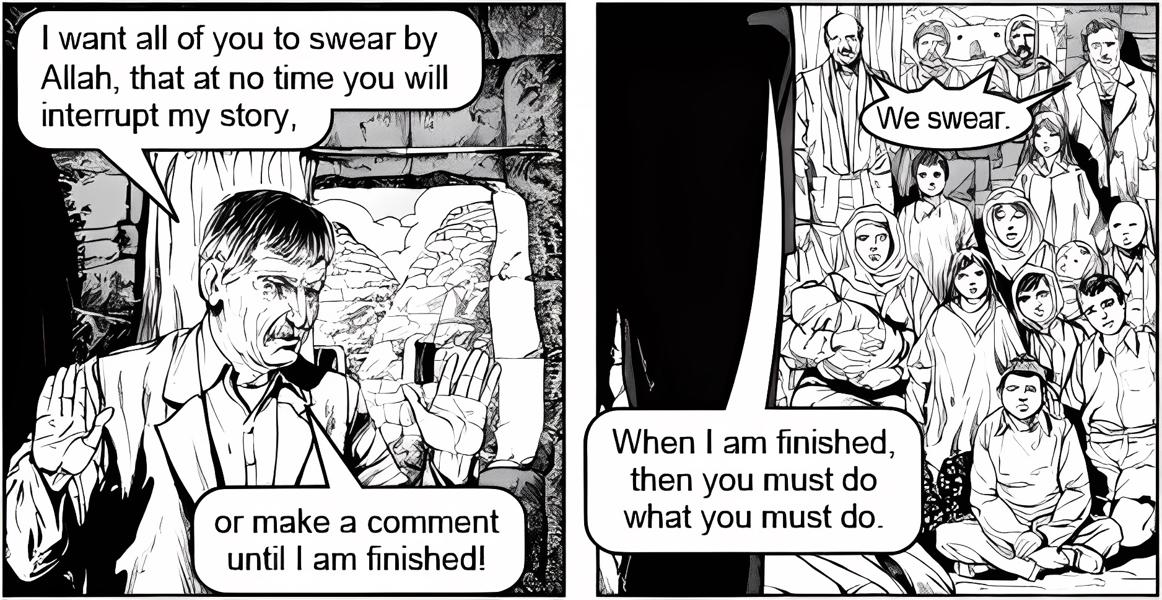 I want all of you to swear by
Allah, that at no time you will
interrupt my story,
or make a comment
until I am finished!
We swear.
When I am finished,
then you must do
what you must do.